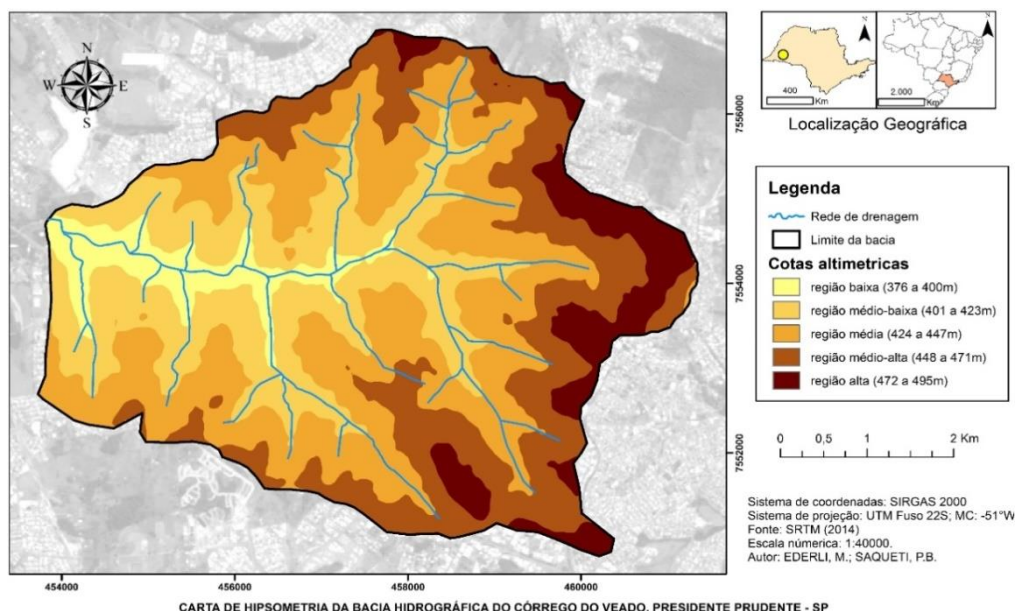 N
W E
S
N
N
400
Km
2.000
Km
Localização Geográfica
7556000
7554000
7552000
Legenda
Rede de drenagem
Limite da bacia
Cotas altimetricas
região baixa (376 a 400m)
região médio-baixa (401 a 423m)
região média (424 a 447m)
região médio-alta (448 a 471m)
região alta (472 a 495m)
0 0,5 1 2 Km
Sistema de coordenadas: SIRGAS 2000
Sistema de projeção: UTM Fuso 22S; MC: -51°W
Fonte: SRTM (2014)
Escala númerica: 1:40000.
Autor: EDERLI, M.; SAQUETI, P.B.
454000 456000 458000 460000
CARTA DE HIPSOMETRIA DA BACIA HIDROGRÁFICA DO CÓRREGO DO VEADO, PRESIDENTE PRUDENTE - SP